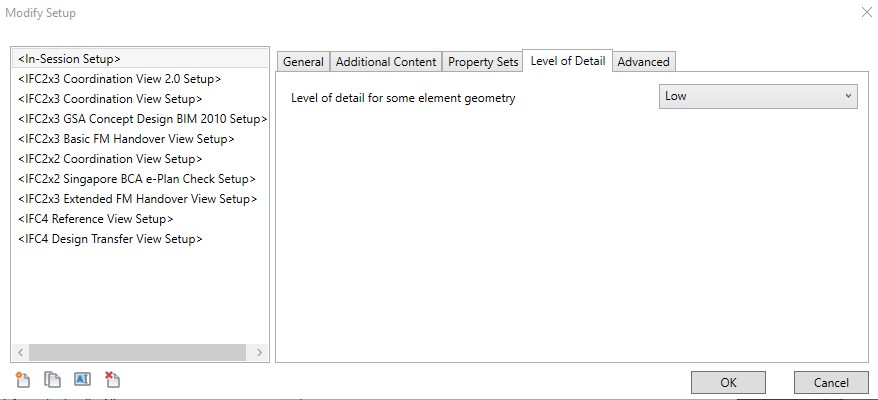 Modify Setup
<In-Session Setup>
<IFC2x3 Coordination View 2.0 Setup>
<IFC2x3 Coordination View Setup>
<IFC2x3 GSA Concept Design BIM 2010 Setup>
<IFC2x3 Basic FM Handover View Setup>
<IFC2x2 Coordination View Setup>
<IFC2x2 Singapore BCA e-Plan Check Setup>
<IFC2x3 Extended FM Handover View Setup>
<IFC4 Reference View Setup>
<IFC4 Design Transfer View Setup>
General Additional Content Property Sets Level of Detail Advanced
Level of detail for some element geometry Low
AI
OK Cancel